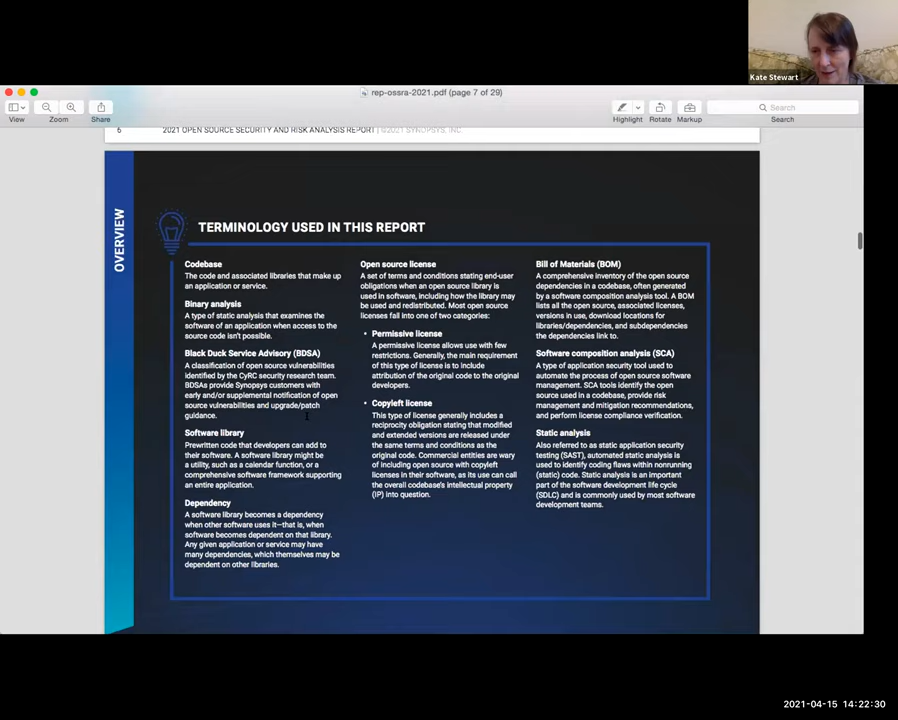 Kate Stewart
rep-ossra-2021.pdf (page 7 of 29)
View
Zoom
Share
Highlight
Rotate
Markup
Search
Search
6 2021 OPEN SOURCE SECURITY AND RISK ANALYSIS REPORT | ©2021 SYNOPSYS, INC.
OVERVIEW
TERMINOLOGY USED IN THIS REPORT
Codebase
The code and associated libraries that make up
an application or service.
Binary analysis
A type of static analysis that examines the
software of an application when access to the
source code isn't possible.
Black Duck Service Advisory (BDSA)
A classification of open source vulnerabilities
identified by the CyRC security research team.
BDSAs provide Synopsys customers with
early and/or supplemental notification of open
source vulnerabilities and upgrade/patch
guidance.
Software library
Prewritten code that developers can add to
their software. A software library might be
a utility, such as a calendar function, or a
comprehensive software framework supporting
an entire application.
Dependency
A software library becomes a dependency
when other software uses it—that is, when
software becomes dependent on that library.
Any given application or service may have
many dependencies, which themselves may be
dependent on other libraries.
Open source license
A set of terms and conditions stating end-user
obligations when an open source library is
used in software, including how the library may
be used and redistributed. Most open source
licenses fall into one of two categories:
• Permissive license
A permissive license allows use with few
restrictions. Generally, the main requirement
of this type of license is to include
attribution of the original code to the original
developers.
• Copyleft license
This type of license generally includes a
reciprocity obligation stating that modified
and extended versions are released under
the same terms and conditions as the
original code. Commercial entities are wary
of including open source with copyleft
licenses in their software, as its use can call
the overall codebase's intellectual property
(IP) into question.
Bill of Materials (BOM)
A comprehensive inventory of the open source
dependencies in a codebase, often generated
by a software composition analysis tool. A BOM
lists all the open source, associated licenses,
versions in use, download locations for
libraries/dependencies, and subdependencies
the dependencies link to.
Software composition analysis (SCA)
A type of application security tool used to
automate the process of open source software
management. SCA tools identify the open
source used in a codebase, provide risk
management and mitigation recommendations,
and perform license compliance verification.
Static analysis
Also referred to as static application security
testing (SAST), automated static analysis is
used to identify coding flaws within nonrunning
(static) code. Static analysis is an important
part of the software development life cycle
(SDLC) and is commonly used by most software
development teams.
2021-04-15 14:22:30